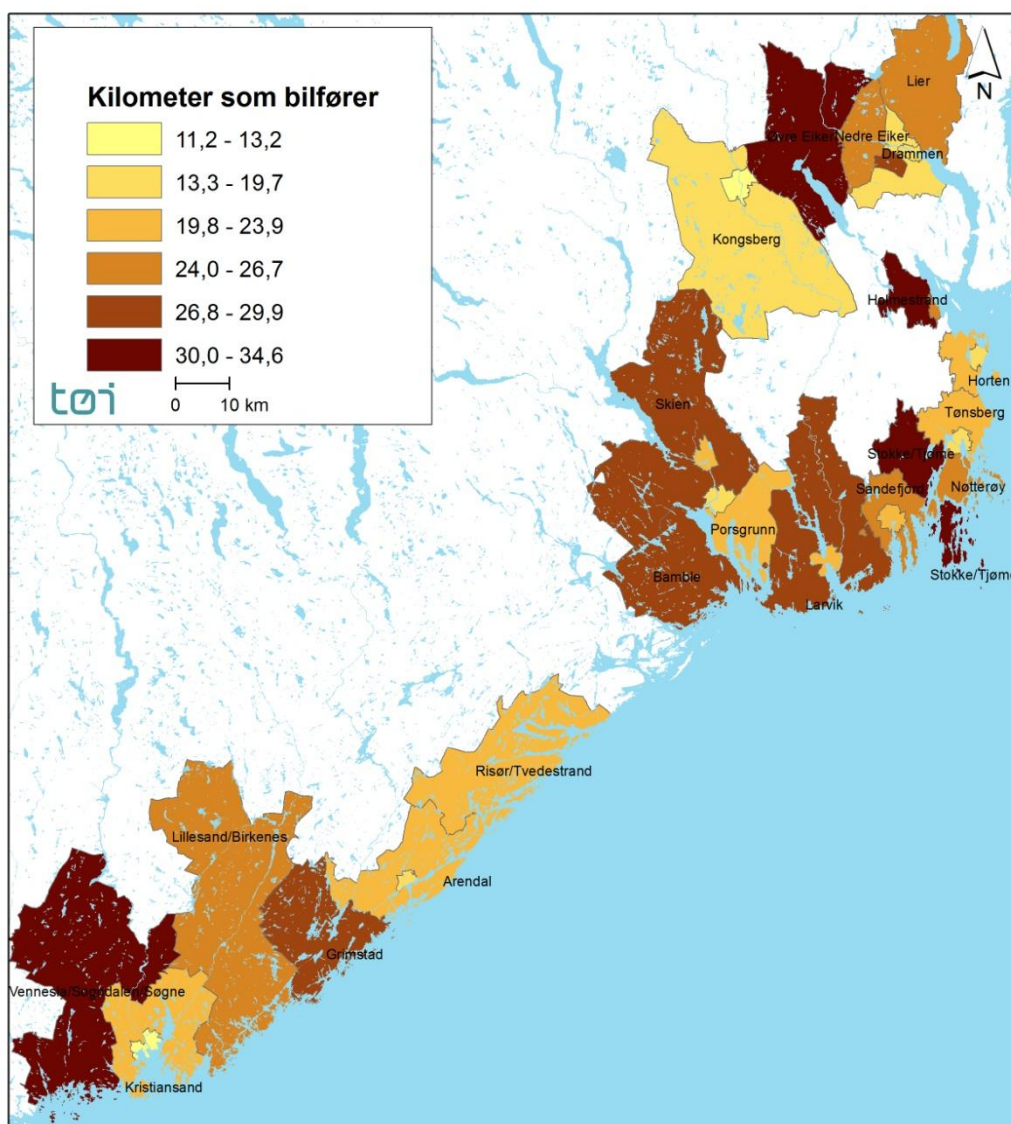 Kilometer som bilfører
11,2 - 13,2
13,3 - 19,7
19,8 - 23,9
24,0 - 26,7
26,8 - 29,9
30,0 - 34,6
tøi
0 10 km
N
Lier
Øvre Eiker
Nedre Eiker
Drammen
Kongsberg
Holmestrand
Horten
Skien
Tønsberg
Stokke/Tjøme
Sandefjord
Nøtterøy
Porsgrunn
Bamble
Stokke/Tjøme
Larvik
Risør/Tvedestrand
Lillesand/Birkenes
Arendal
Grimstad
Vennesla/Songdalen/Søgne
Kristiansand